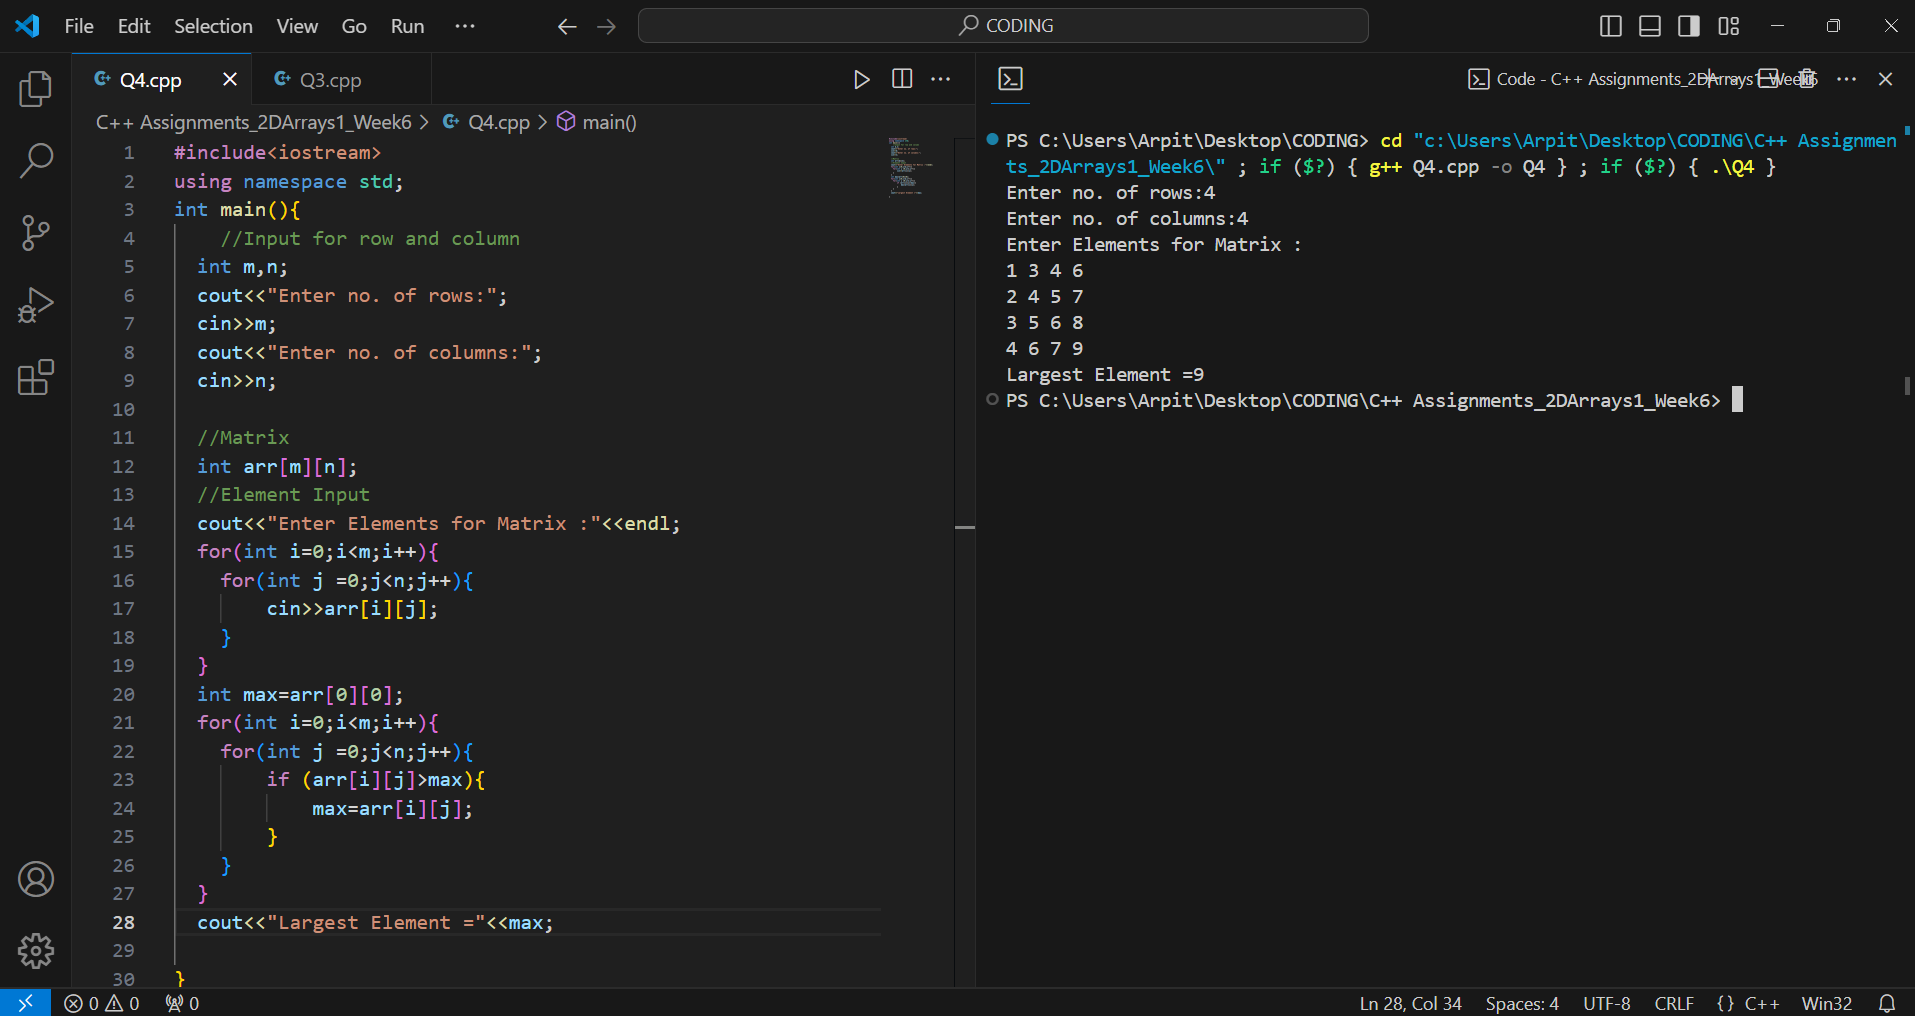 File Edit Selection View Go Run ··· CODING
Q4.cpp Q3.cpp
C++ Assignments_2DArrays1_Week6 > Q4.cpp > main()
1 #include<iostream>
2 using namespace std;
3 int main(){
4 //Input for row and column
5 int m,n;
6 cout<<"Enter no. of rows:";
7 cin>>m;
8 cout<<"Enter no. of columns:";
9 cin>>n;
10
11 //Matrix
12 int arr[m][n];
13 //Element Input
14 cout<<"Enter Elements for Matrix :"<<endl;
15 for(int i=0;i<m;i++){
16 for(int j =0;j<n;j++){
17 cin>>arr[i][j];
18 }
19 }
20 int max=arr[0][0];
21 for(int i=0;i<m;i++){
22 for(int j =0;j<n;j++){
23 if (arr[i][j]>max){
24 max=arr[i][j];
25 }
26 }
27 }
28 cout<<"Largest Element ="<<max;
29
30 }
Code - C++ Assignments_2DArrays1_Week6
PS C:\Users\Arpit\Desktop\CODING> cd "c:\Users\Arpit\Desktop\CODING\C++ Assignmen
ts_2DArrays1_Week6\" ; if ($?) { g++ Q4.cpp -o Q4 } ; if ($?) { .\Q4 }
Enter no. of rows:4
Enter no. of columns:4
Enter Elements for Matrix :
1 3 4 6
2 4 5 7
3 5 6 8
4 6 7 9
Largest Element =9
PS C:\Users\Arpit\Desktop\CODING\C++ Assignments_2DArrays1_Week6>
0 0 0 Ln 28, Col 34 Spaces: 4 UTF-8 CRLF {} C++ Win32